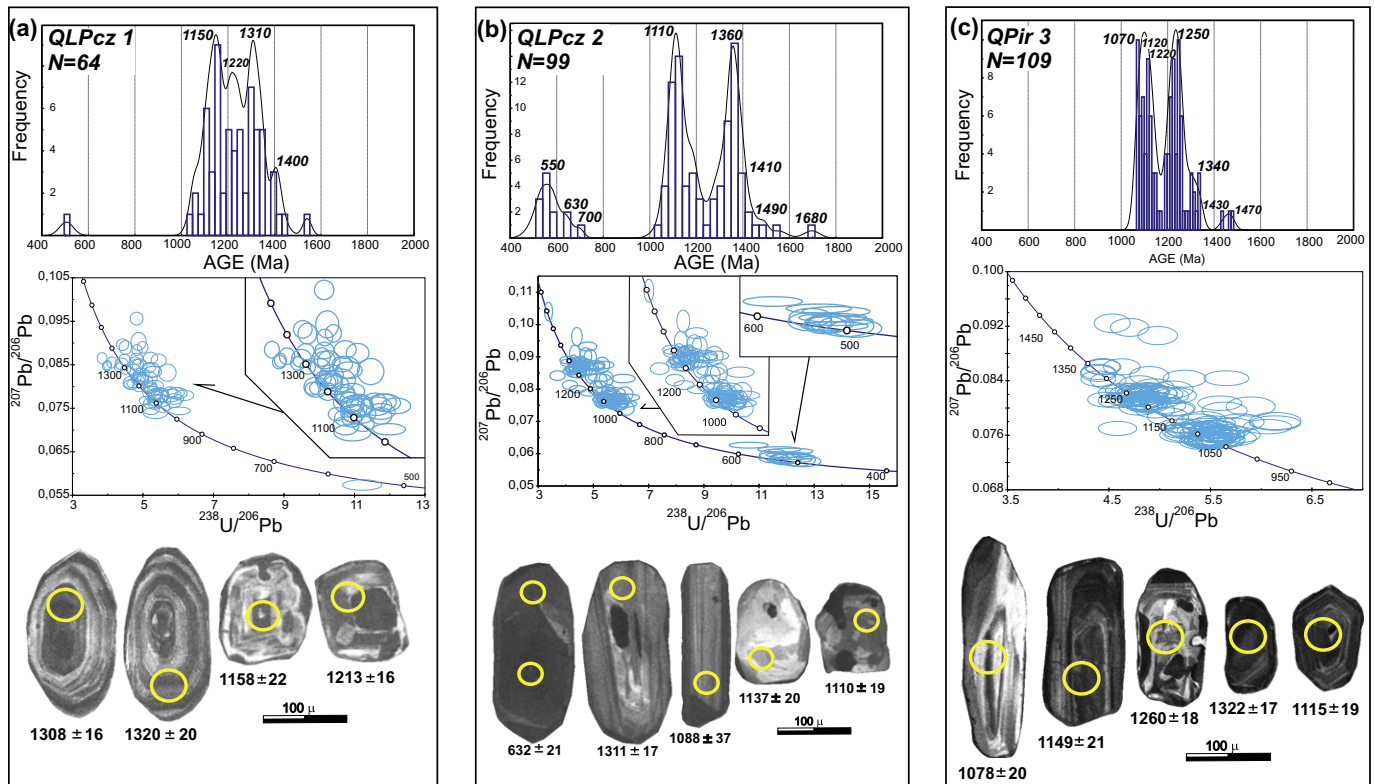 (a) QLPcz 1
N=64
1150
1310
1220
1400
Frequency
8
6
4
2
400 600 800 1000 1200 1400 1600 1800 2000
AGE (Ma)
0,105
0,095
0,085
0,075
0,065
0,055
207Pb/206Pb
1300
1100
900
700
500
1300
1100
3 5 7 9 11 13
238U/206Pb
1308 ± 16
1320 ± 20
1158 ± 22
1213 ± 16
100 μ
(b) QLPcz 2
N=99
1110
1360
550
630
700
1410
1490
1680
Frequency
14
12
10
8
6
4
2
400 600 800 1000 1200 1400 1600 1800 2000
AGE (Ma)
0,11
0,10
0,09
0,08
0,07
0,06
0,05
207Pb/206Pb
1200
1000
800
600
400
1200
1000
600
500
3 5 7 9 11 13 15
238U/206Pb
632 ± 21
1311 ± 17
1088 ± 37
1137 ± 20
1110 ± 19
100 μ
(c) QPir 3
N=109
1070
1120
1220
1250
1340
1430
1470
Frequency
8
6
4
2
400 600 800 1000 1200 1400 1600 1800 2000
AGE (Ma)
0.100
0.092
0.084
0.076
0.068
207Pb/206Pb
1450
1350
1250
1150
1050
950
3.5 4.5 5.5 6.5
238U/206Pb
1078 ± 20
1149 ± 21
1260 ± 18
1322 ± 17
1115 ± 19
100 μ